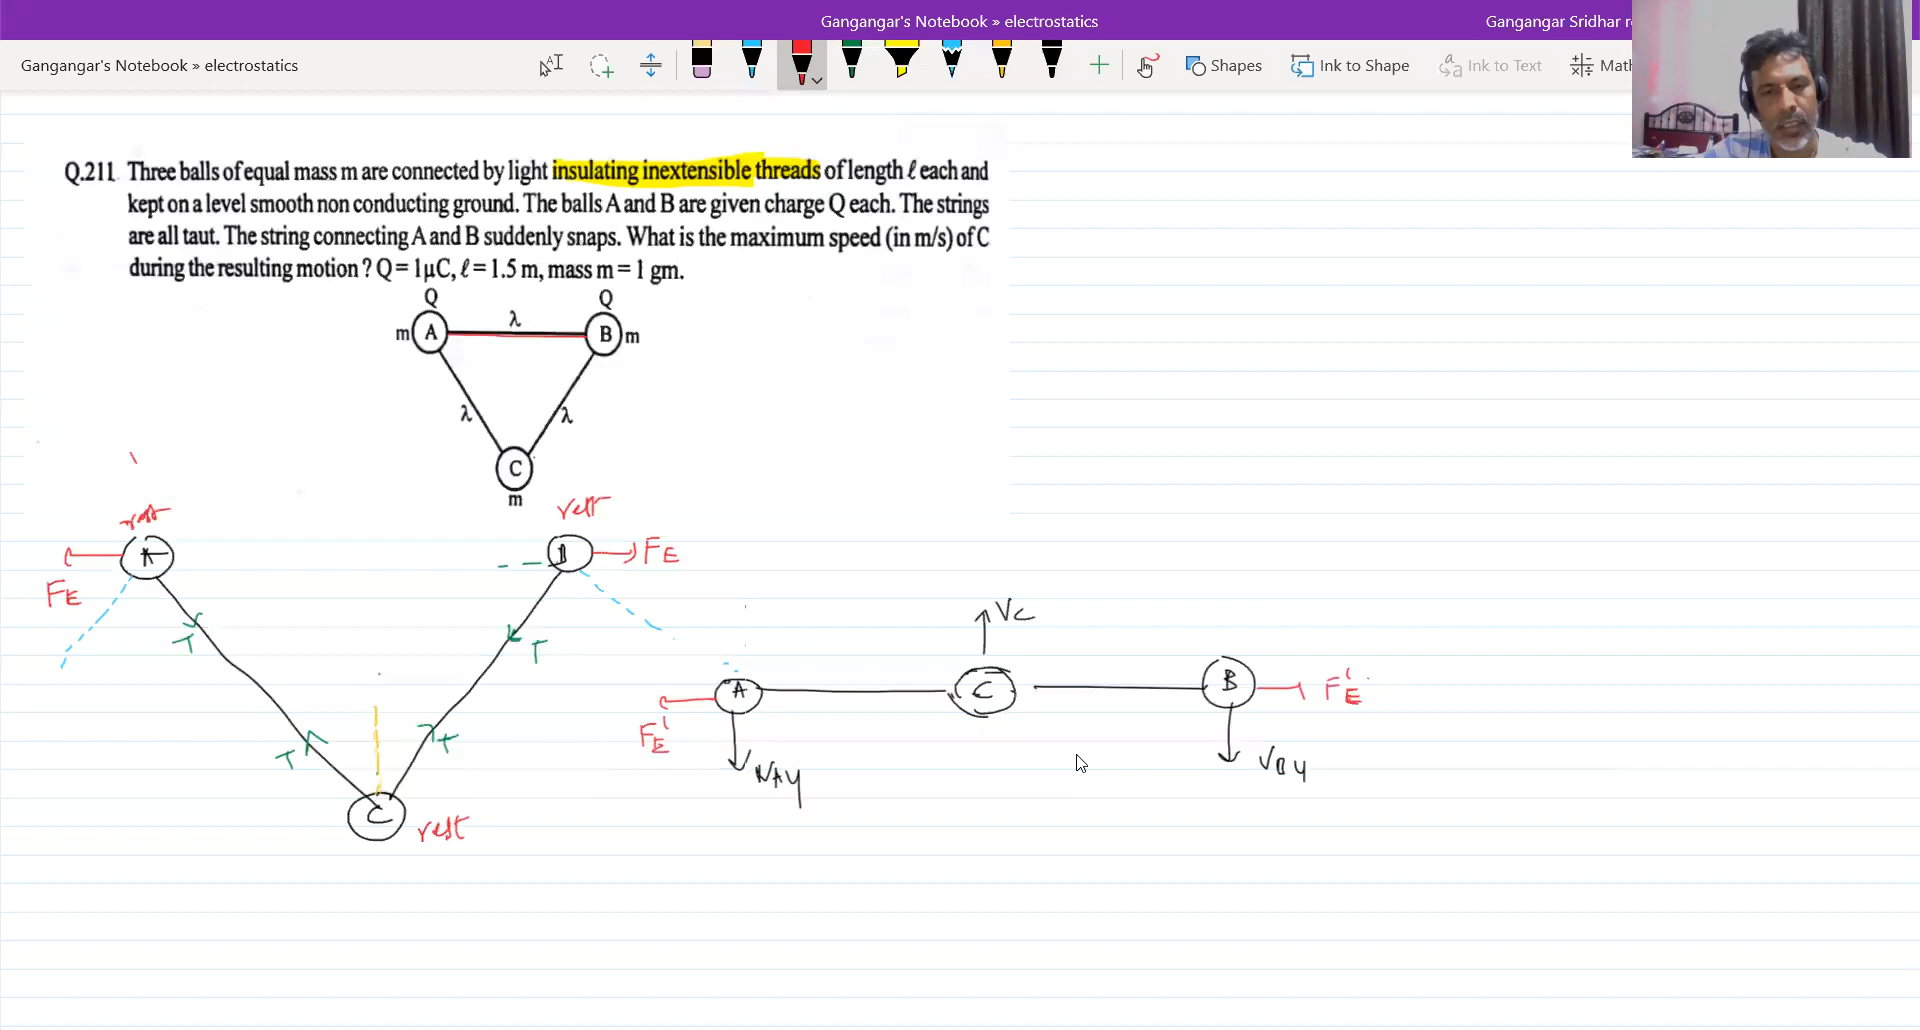 Gangangar's Notebook » electrostatics
Gangangar Sridhar r
Gangangar's Notebook » electrostatics
Shapes
Ink to Shape
Ink to Text
Math
Q.211 Three balls of equal mass m are connected by light insulating inextensible threads of length ℓ each and
kept on a level smooth non conducting ground. The balls A and B are given charge Q each. The strings
are all taut. The string connecting A and B suddenly snaps. What is the maximum speed (in m/s) of C
during the resulting motion ? Q = 1μC, ℓ = 1.5 m, mass m = 1 gm.
Q Q
m A λ B m
λ λ
C
m
rest rest
A B
FE FE
T T
T T
C rest
VC
A C B
FE' FE'
VAY VBY